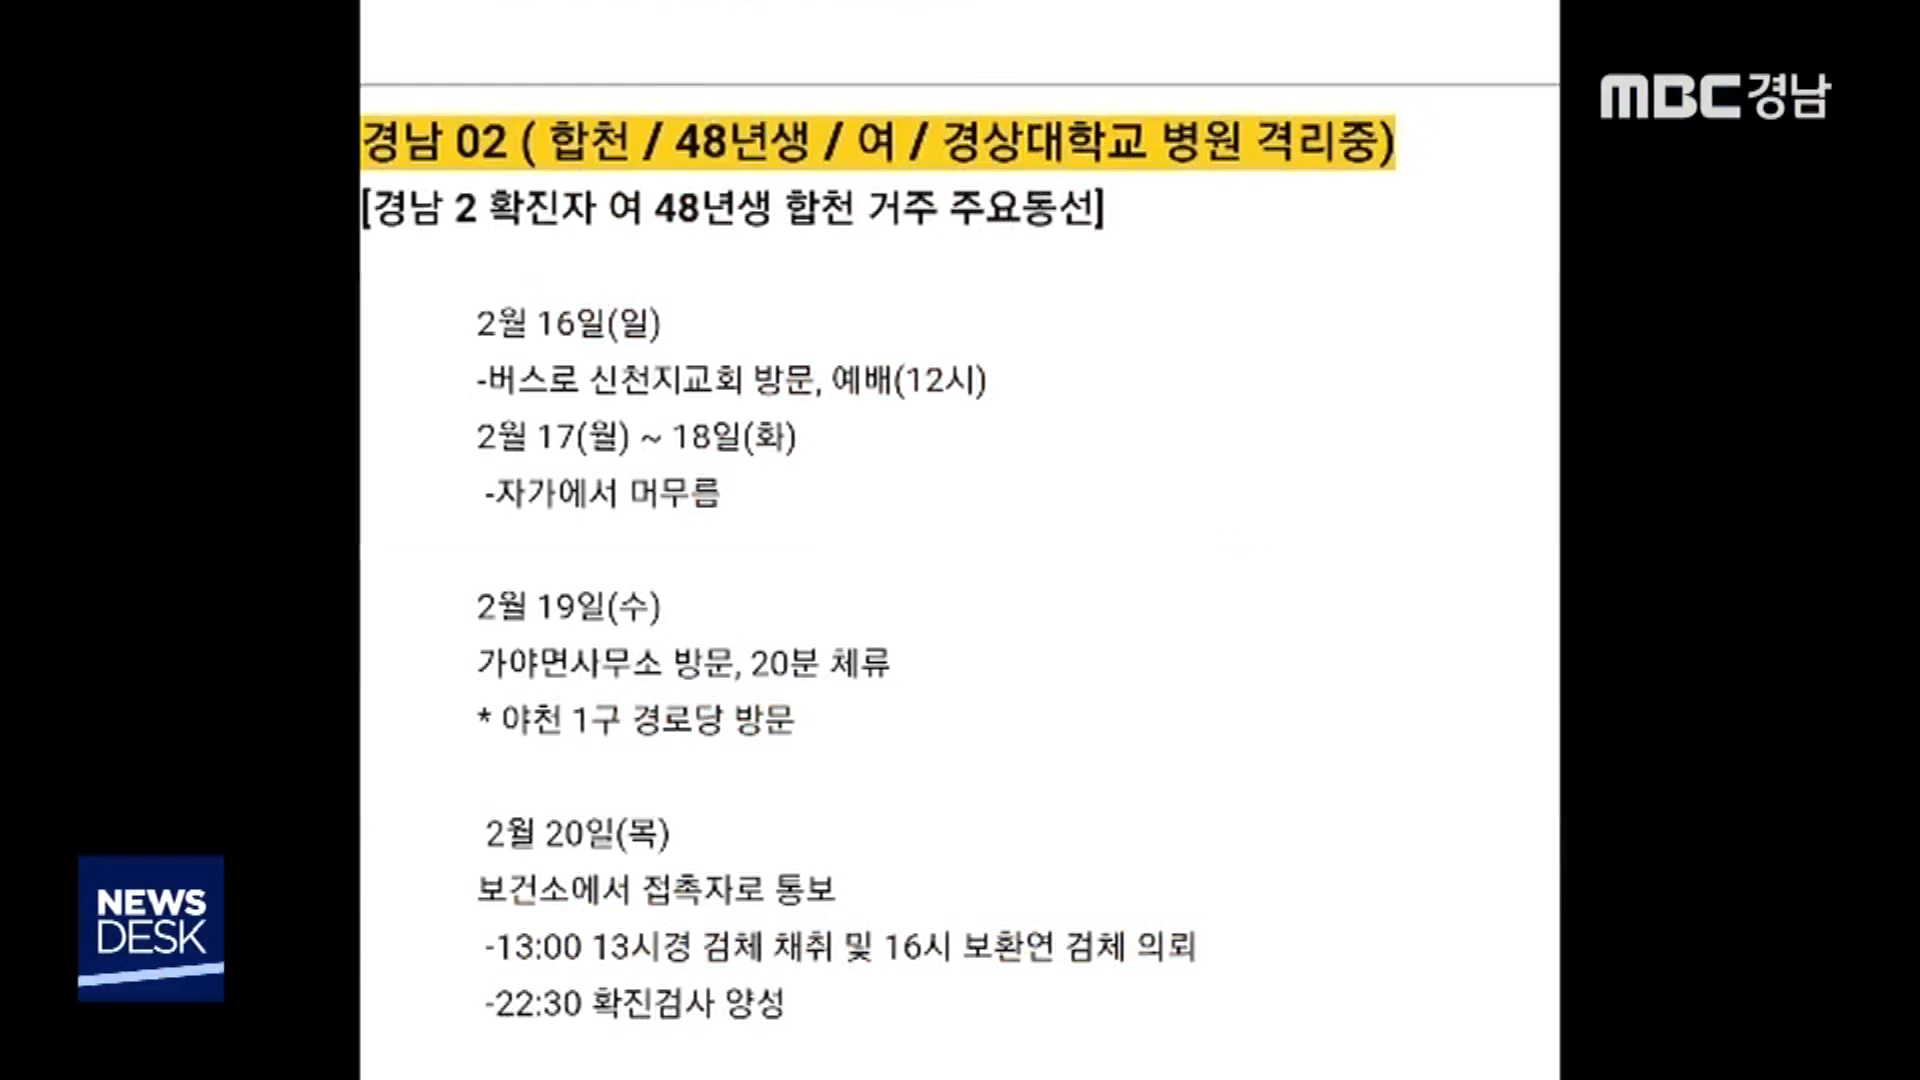 MBC경남
경남 02 ( 합천 / 48년생 / 여 / 경상대학교 병원 격리중)
[경남 2 확진자 여 48년생 합천 거주 주요동선]
2월 16일(일)
-버스로 신천지교회 방문, 예배(12시)
2월 17(월) ~ 18일(화)
-자가에서 머무름
2월 19일(수)
가야면사무소 방문, 20분 체류
* 야천 1구 경로당 방문
2월 20일(목)
보건소에서 접촉자로 통보
-13:00 13시경 검체 채취 및 16시 보환연 검체 의뢰
-22:30 확진검사 양성
NEWS
DESK